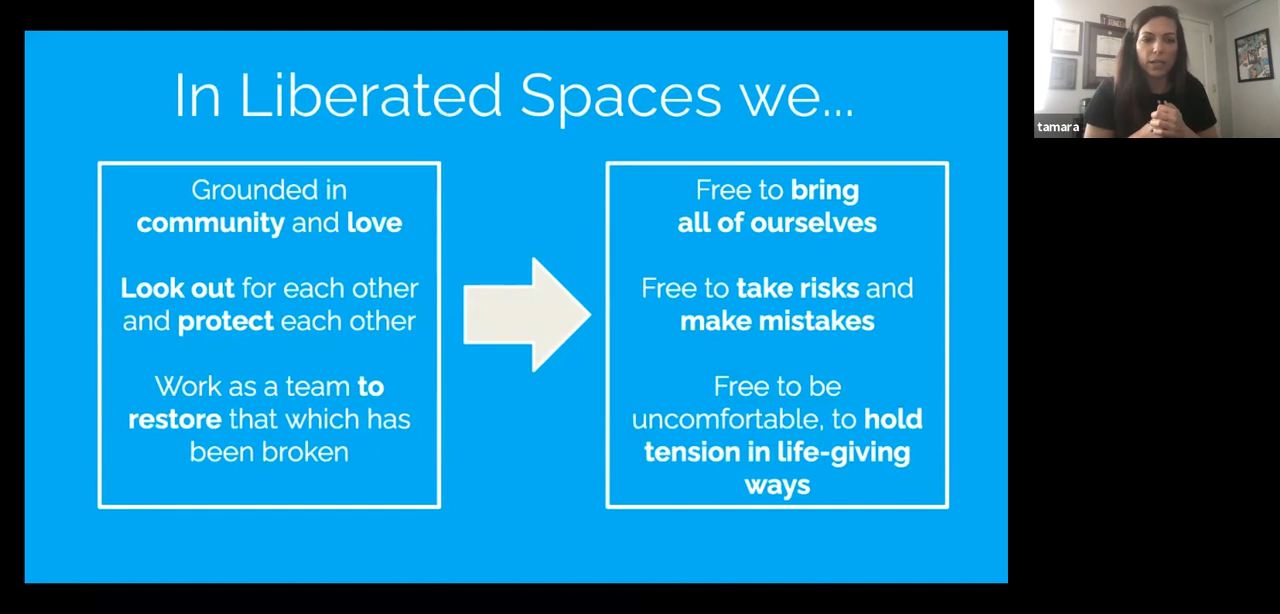 In Liberated Spaces we...
Grounded in
community and love
Look out for each other
and protect each other
Work as a team to
restore that which has
been broken
Free to bring
all of ourselves
Free to take risks and
make mistakes
Free to be
uncomfortable, to hold
tension in life-giving
ways
tamara